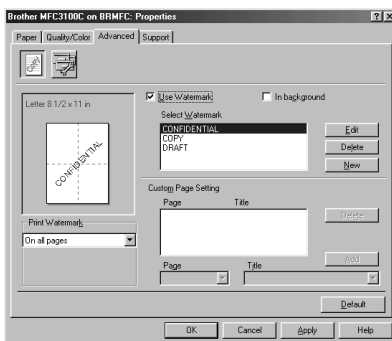 Brother MFC3100C on BRMFC: Properties
Paper Quality/Color Advanced Support
Letter 8 1/2 x 11 in
CONFIDENTIAL
Print Watermark
On all pages
Use Watermark In background
Select Watermark
CONFIDENTIAL
COPY
DRAFT
Edit
Delete
New
Custom Page Setting
Page Title
Delete
Add
Page Title
Default
OK Cancel Apply Help